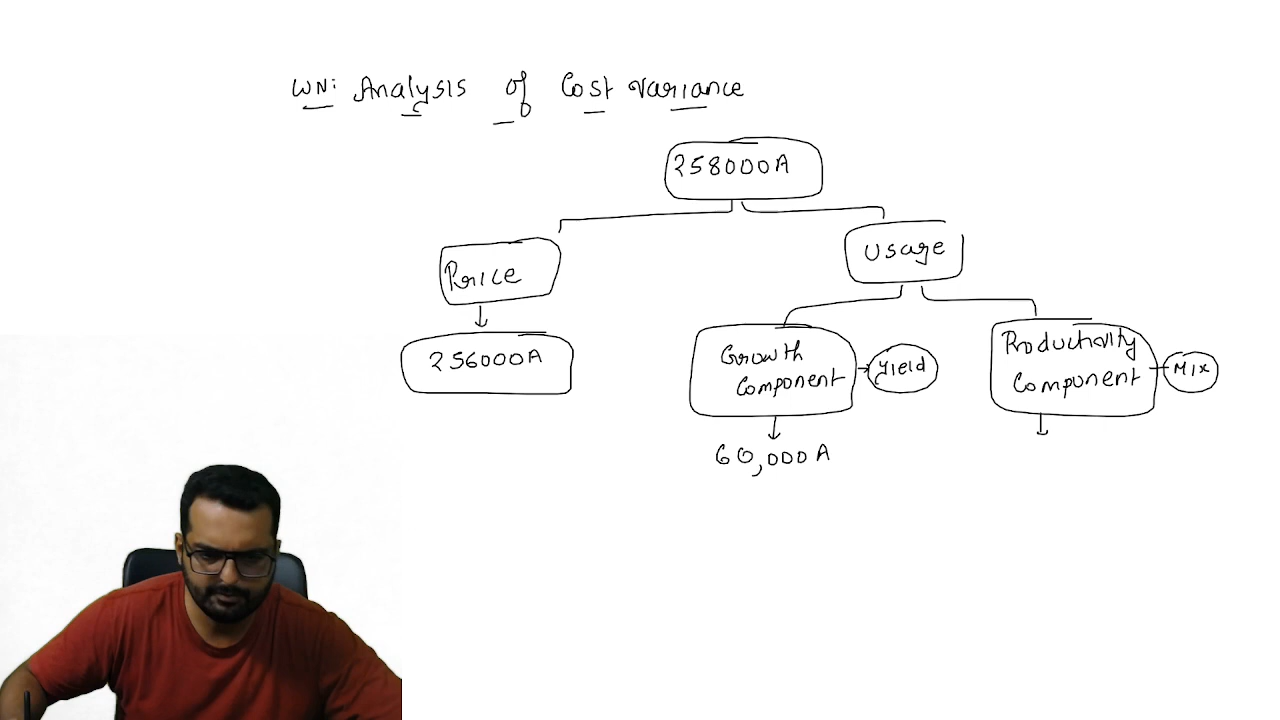 WN: Analysis of Cost Variance
258000A
Price
Usage
256000A
Growth
Component
Yield
Productivity
Component
Mix
60,000A